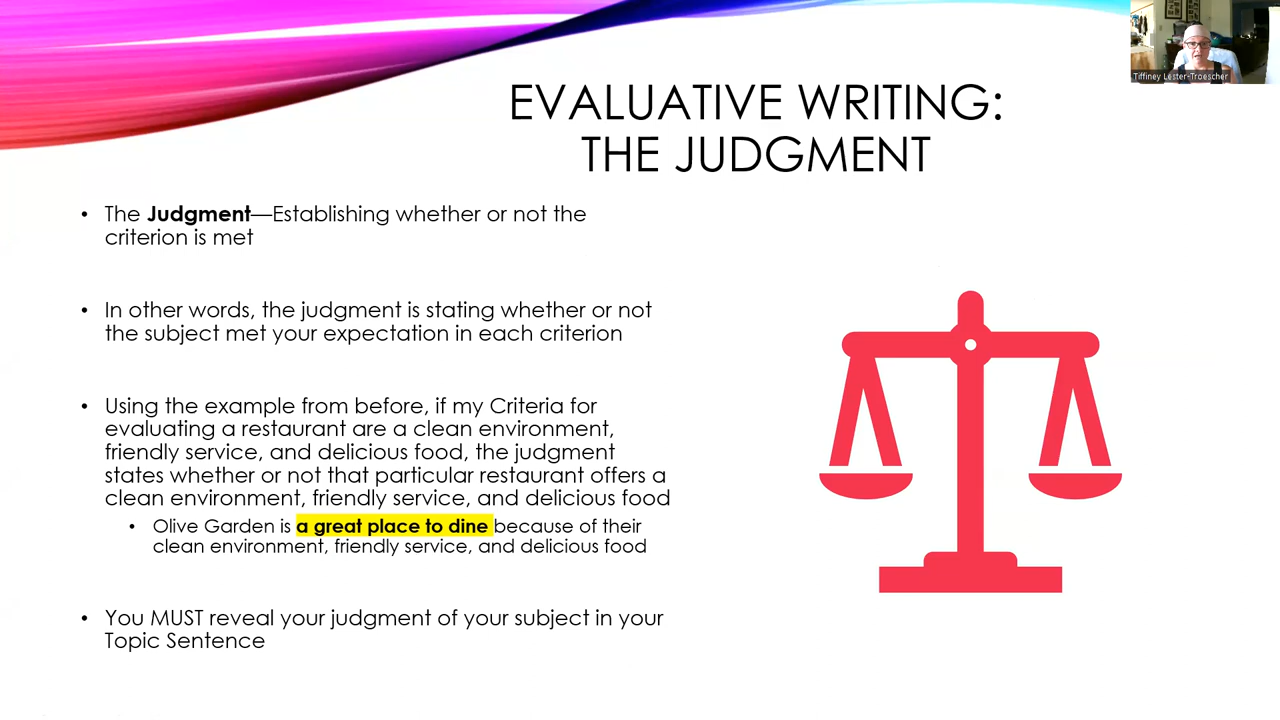 Tiffiney Lester-Troescher
EVALUATIVE WRITING:
THE JUDGMENT
• The Judgment—Establishing whether or not the
criterion is met
• In other words, the judgment is stating whether or not
the subject met your expectation in each criterion
• Using the example from before, if my Criteria for
evaluating a restaurant are a clean environment,
friendly service, and delicious food, the judgment
states whether or not that particular restaurant offers a
clean environment, friendly service, and delicious food
• Olive Garden is a great place to dine because of their
clean environment, friendly service, and delicious food
• You MUST reveal your judgment of your subject in your
Topic Sentence